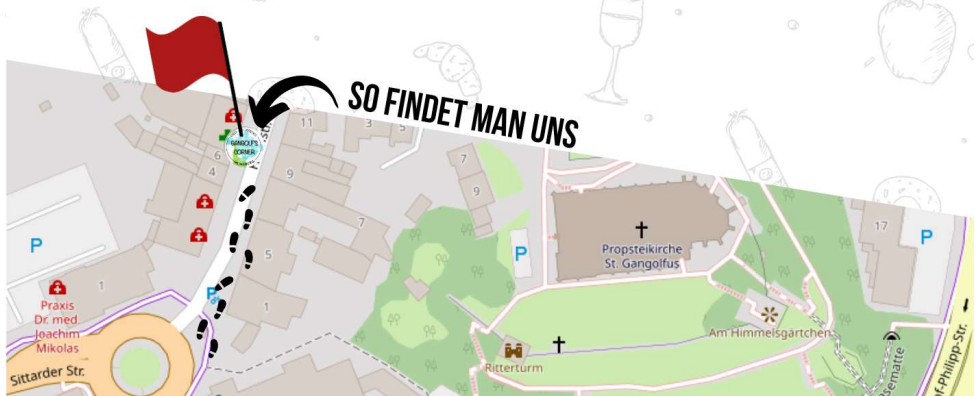 SO FINDET MAN UNS
GANGOLF'S
CORNER
11
3
5
6
4
9
7
9
7
17
P
P
P
P
5
1
1
Propsteikirche
St. Gangolfus
Praxis
Dr. med.
Joachim
Mikolas
Am Himmelsgärtchen
Ritterturm
Sittarder Str.